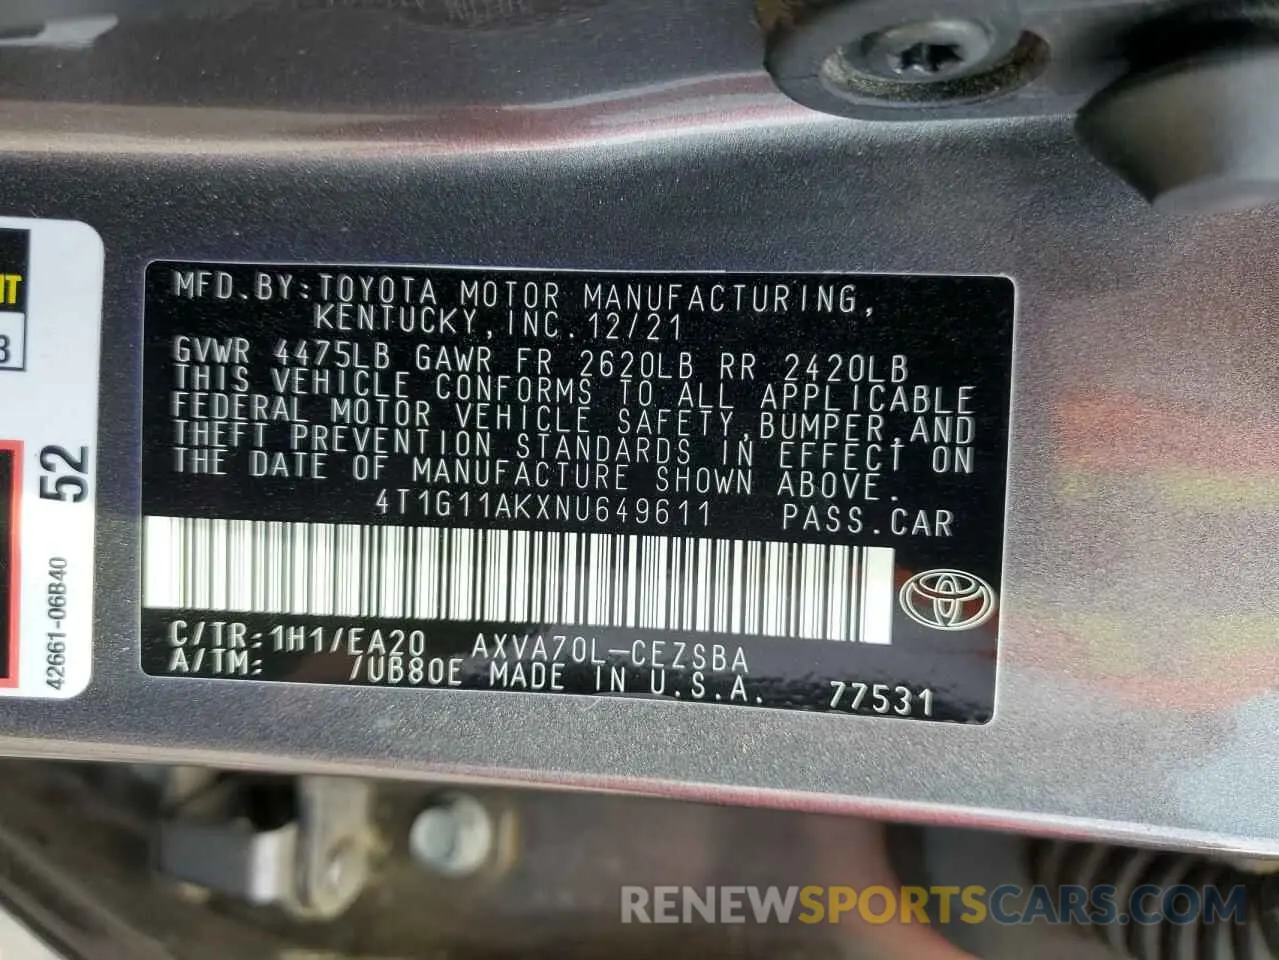 MFD.BY:TOYOTA MOTOR MANUFACTURING,
KENTUCKY,INC.12/21
GVWR 4475LB GAWR FR 2620LB RR 2420LB
THIS VEHICLE CONFORMS TO ALL APPLICABLE
FEDERAL MOTOR VEHICLE SAFETY,BUMPER,AND
THEFT PREVENTION STANDARDS IN EFFECT ON
THE DATE OF MANUFACTURE SHOWN ABOVE.
4T1G11AKXNU649611 PASS.CAR
C/TR:1H1/EA20 AXVA70L-CEZSBA
A/TM: /UB80E MADE IN U.S.A. 77531
52
42661-06B40
RENEWSPORTSCARS.COM